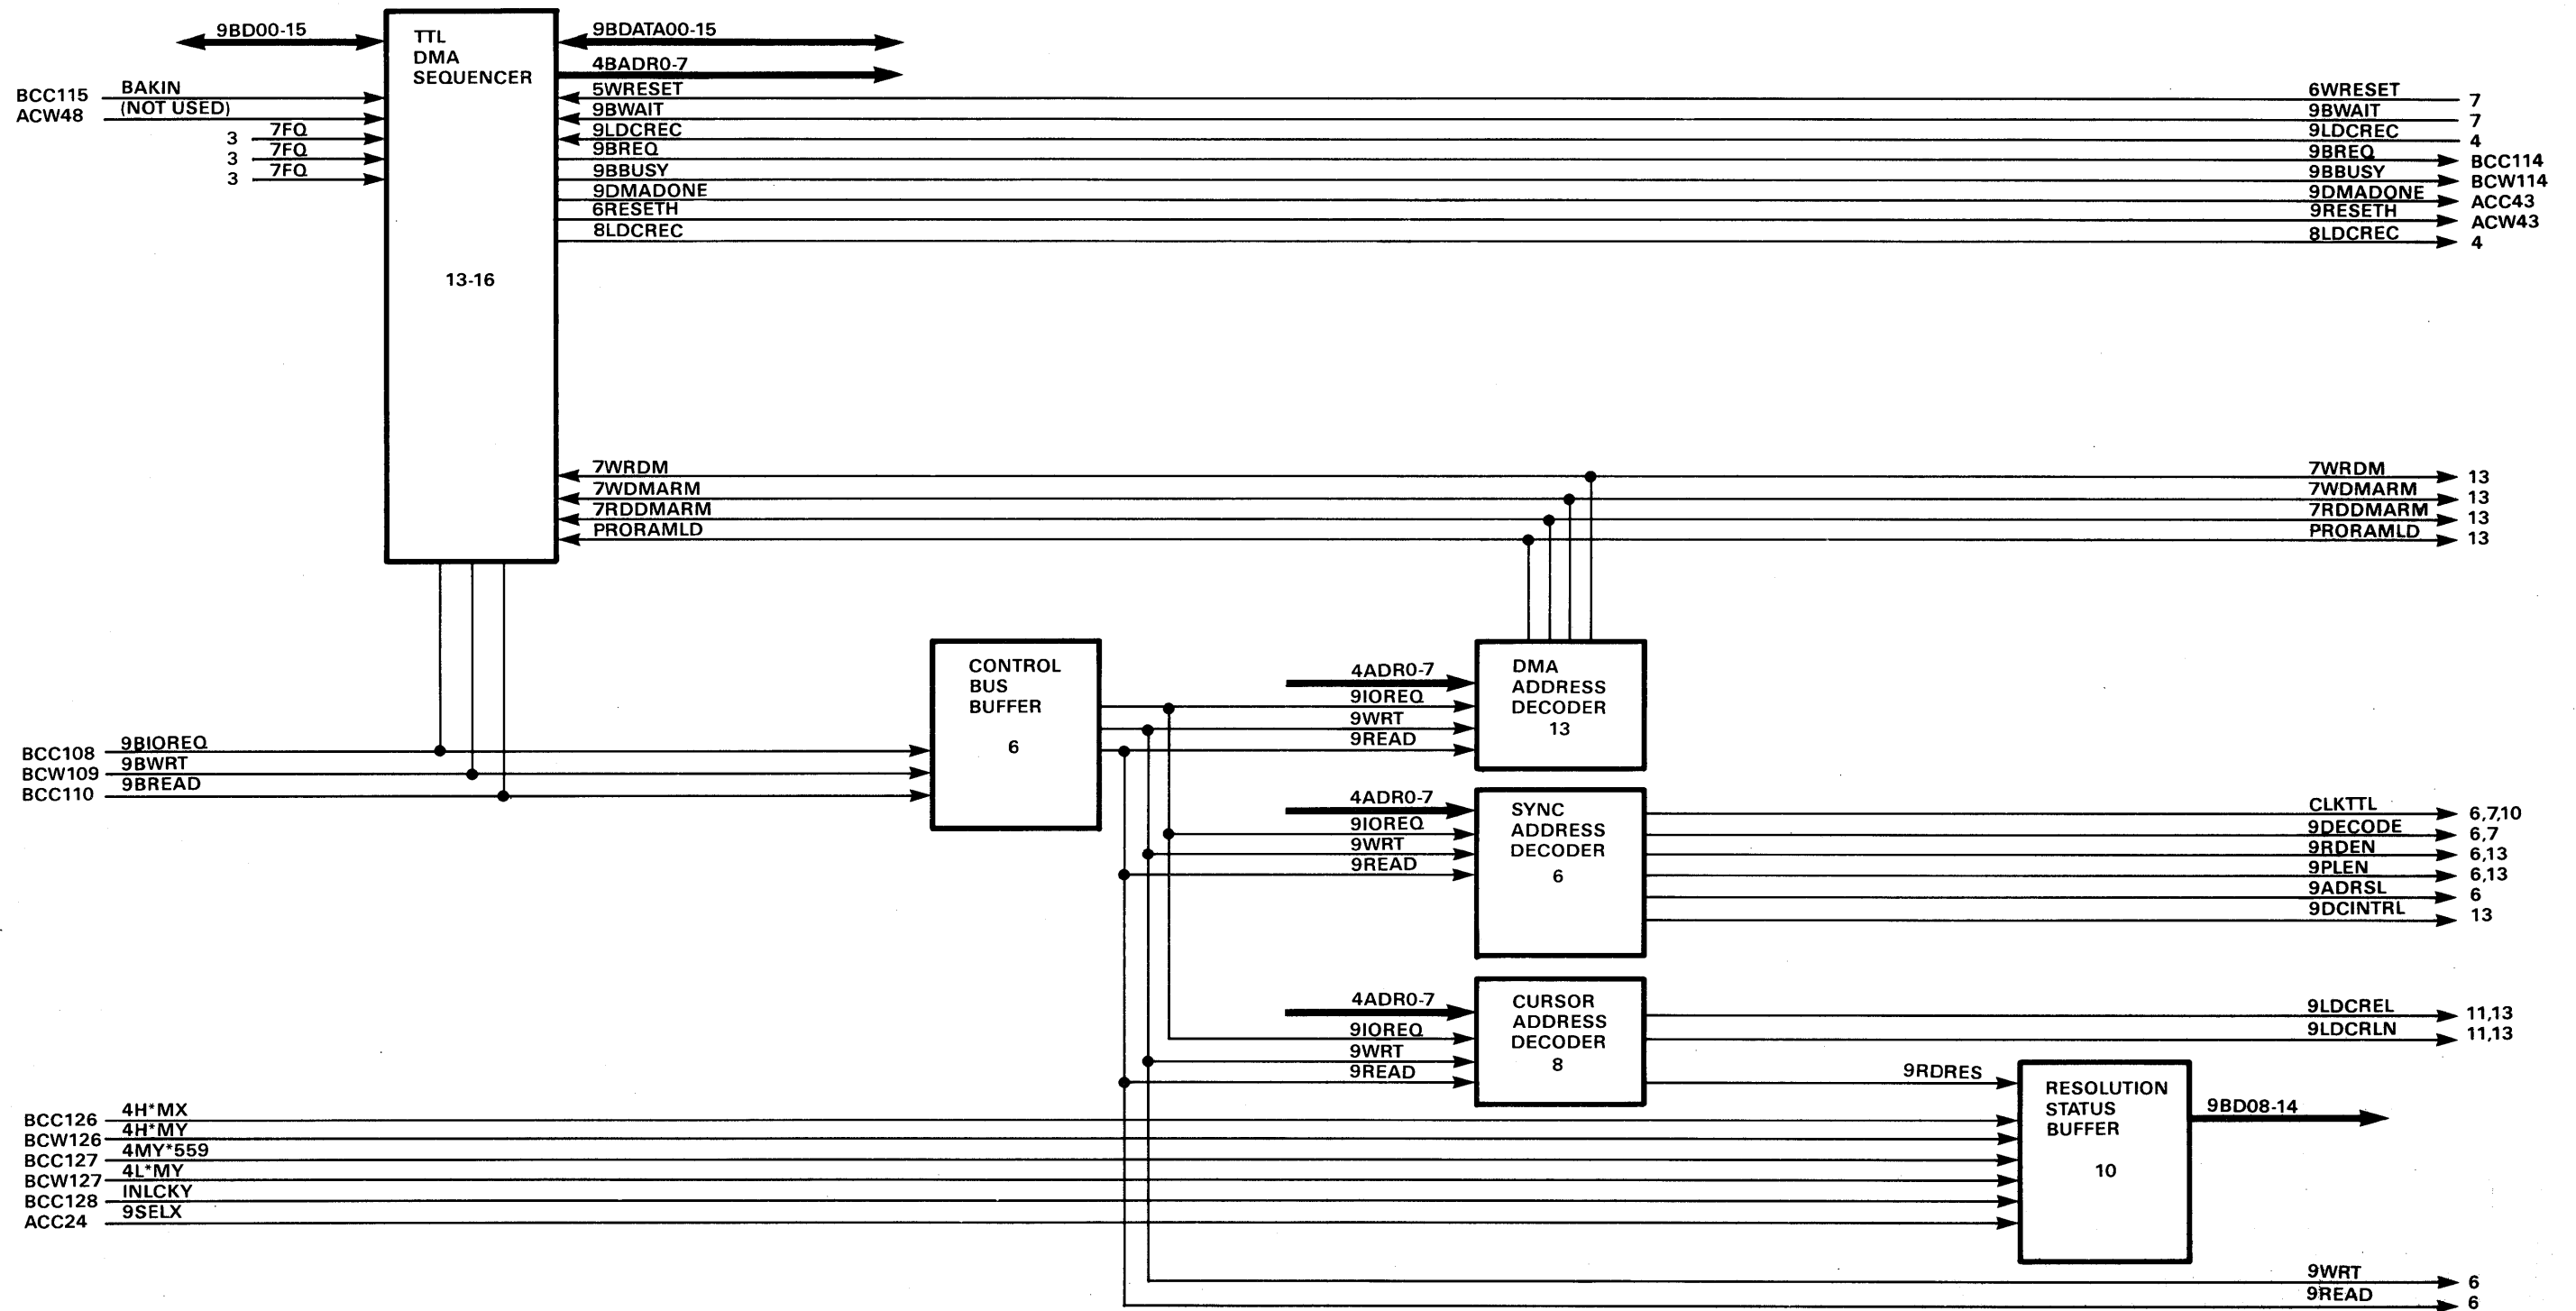 9BD00-15
TTL
DMA
SEQUENCER
13-16
9BDATA00-15
4BADR0-7
BCC115 BAKIN
ACW48 (NOT USED)
3 7FQ
3 7FQ
3 7FQ
5WRESET 6WRESET 7
9BWAIT 9BWAIT 7
9LDCREC 9LDCREC 4
9BREQ 9BREQ BCC114
9BBUSY 9BBUSY BCW114
9DMADONE 9DMADONE ACC43
6RESETH 9RESETH ACW43
8LDCREC 8LDCREC 4
7WRDM 7WRDM 13
7WDMARM 7WDMARM 13
7RDDMARM 7RDDMARM 13
PRORAMLD PRORAMLD 13
CONTROL
BUS
BUFFER
6
BCC108 9BIOREQ
BCW109 9BWRT
BCC110 9BREAD
4ADR0-7
9IOREQ
9WRT
9READ
DMA
ADDRESS
DECODER
13
4ADR0-7
9IOREQ
9WRT
9READ
SYNC
ADDRESS
DECODER
6
CLKTTL 6,7,10
9DECODE 6,7
9RDEN 6,13
9PLEN 6,13
9ADRSL 6
9DCINTRL 13
4ADR0-7
9IOREQ
9WRT
9READ
CURSOR
ADDRESS
DECODER
8
9LDCREL 11,13
9LDCRLN 11,13
9RDRES
RESOLUTION
STATUS
BUFFER
10
9BD08-14
BCC126 4H*MX
BCW126 4H*MY
BCC127 4MY*559
BCW127 4L*MY
BCC128 INLCKY
ACC24 9SELX
9WRT 6
9READ 6